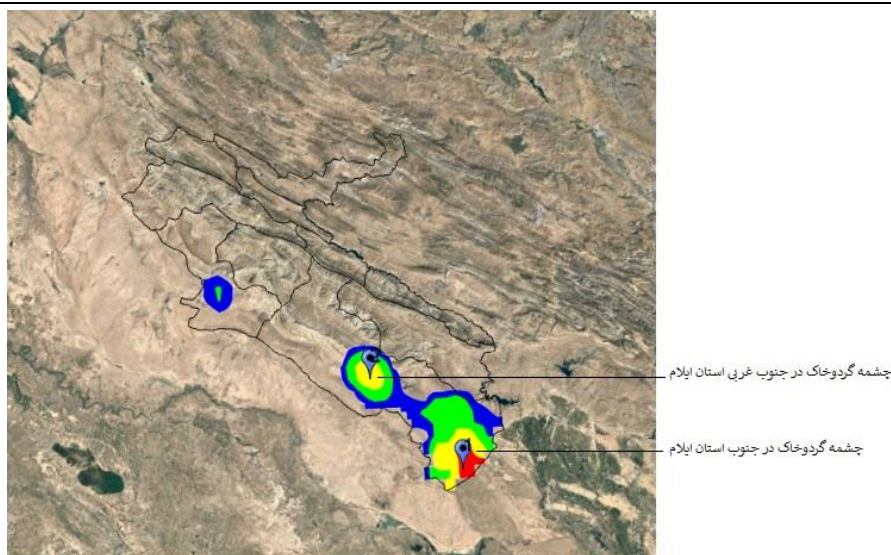 چشمه گردوخاک در جنوب غربی استان ایلام
چشمه گردوخاک در جنوب استان ایلام